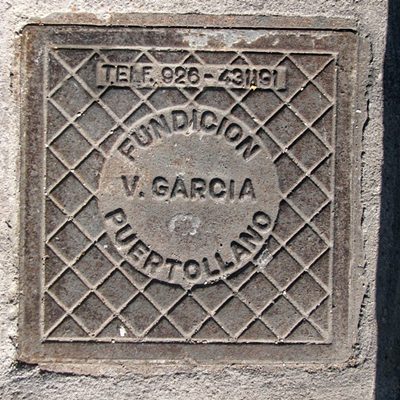 TELF. 926-431191
FUNDICION
V. GARCIA
PUERTOLLANO